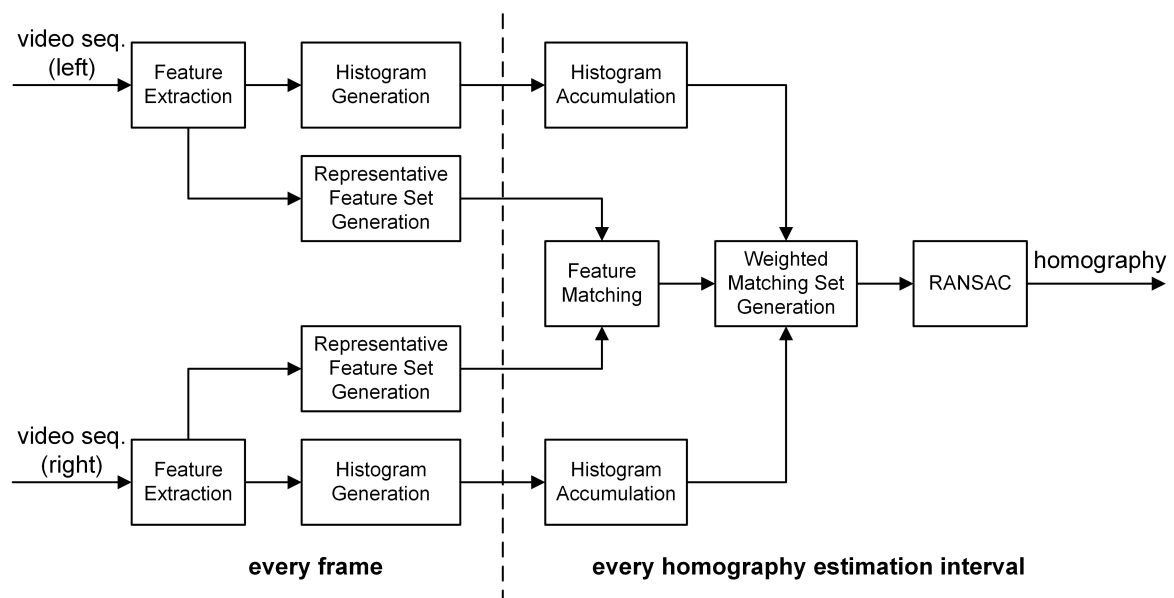 video seq.
(left)
Feature
Extraction
Histogram
Generation
Histogram
Accumulation
Representative
Feature Set
Generation
Feature
Matching
Weighted
Matching Set
Generation
RANSAC
homography
Representative
Feature Set
Generation
video seq.
(right)
Feature
Extraction
Histogram
Generation
Histogram
Accumulation
every frame
every homography estimation interval